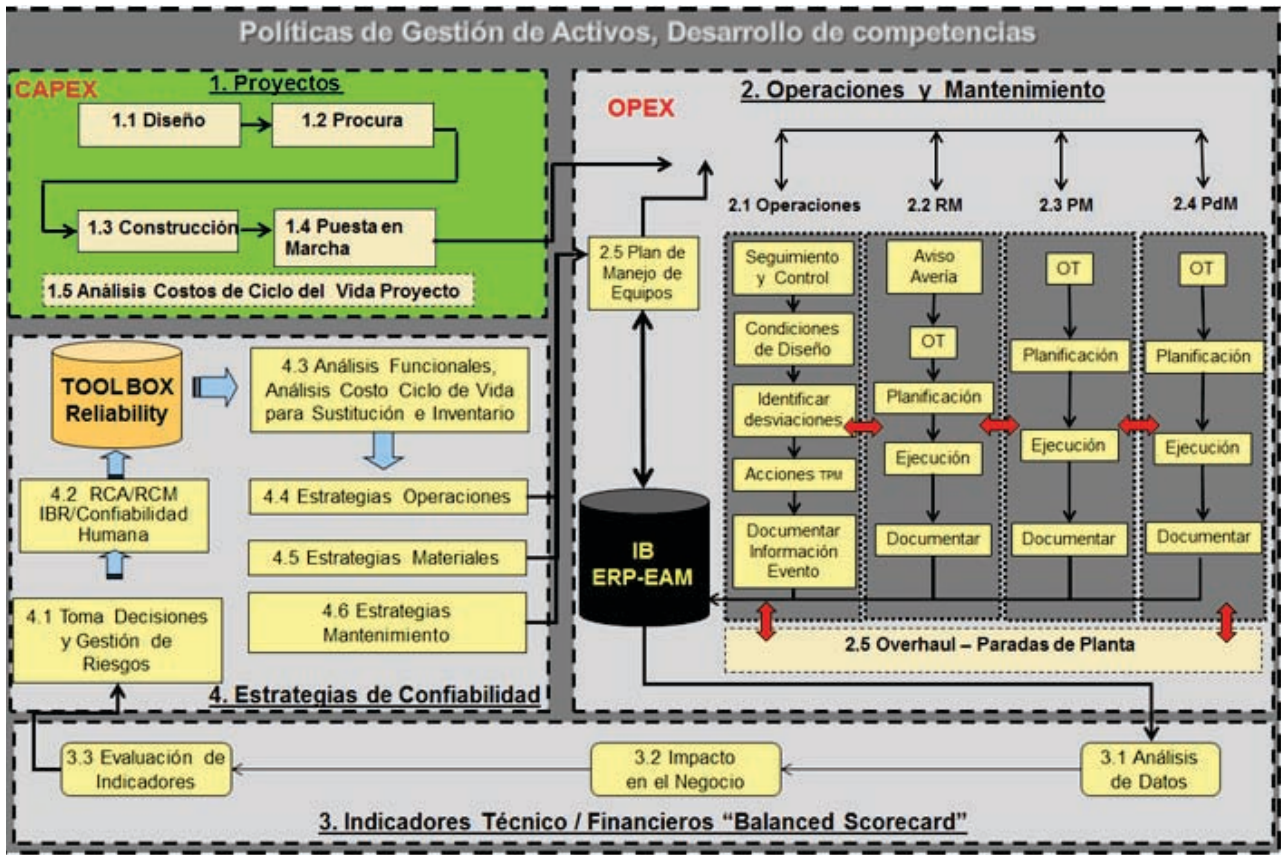 Políticas de Gestión de Activos, Desarrollo de competencias
CAPEX
1. Proyectos
1.1 Diseño
1.2 Procura
1.3 Construcción
1.4 Puesta en
Marcha
1.5 Análisis Costos de Ciclo del Vida Proyecto
OPEX
2. Operaciones y Mantenimiento
2.1 Operaciones
2.2 RM
2.3 PM
2.4 PdM
2.5 Plan de
Manejo de
Equipos
Seguimiento
y Control
Condiciones
de Diseño
Identificar
desviaciones
Acciones TPM
Documentar
Información
Evento
Aviso
Avería
OT
Planificación
Ejecución
Documentar
OT
Planificación
Ejecución
Documentar
OT
Planificación
Ejecución
Documentar
IB
ERP-EAM
2.5 Overhaul – Paradas de Planta
TOOLBOX
Reliability
4.3 Análisis Funcionales,
Análisis Costo Ciclo de Vida
para Sustitución e Inventario
4.2 RCA/RCM
IBR/Confiabilidad
Humana
4.4 Estrategias Operaciones
4.5 Estrategias Materiales
4.6 Estrategias
Mantenimiento
4.1 Toma Decisiones
y Gestión de
Riesgos
4. Estrategias de Confiabilidad
3.3 Evaluación de
Indicadores
3.2 Impacto
en el Negocio
3.1 Análisis
de Datos
3. Indicadores Técnico / Financieros “Balanced Scorecard”